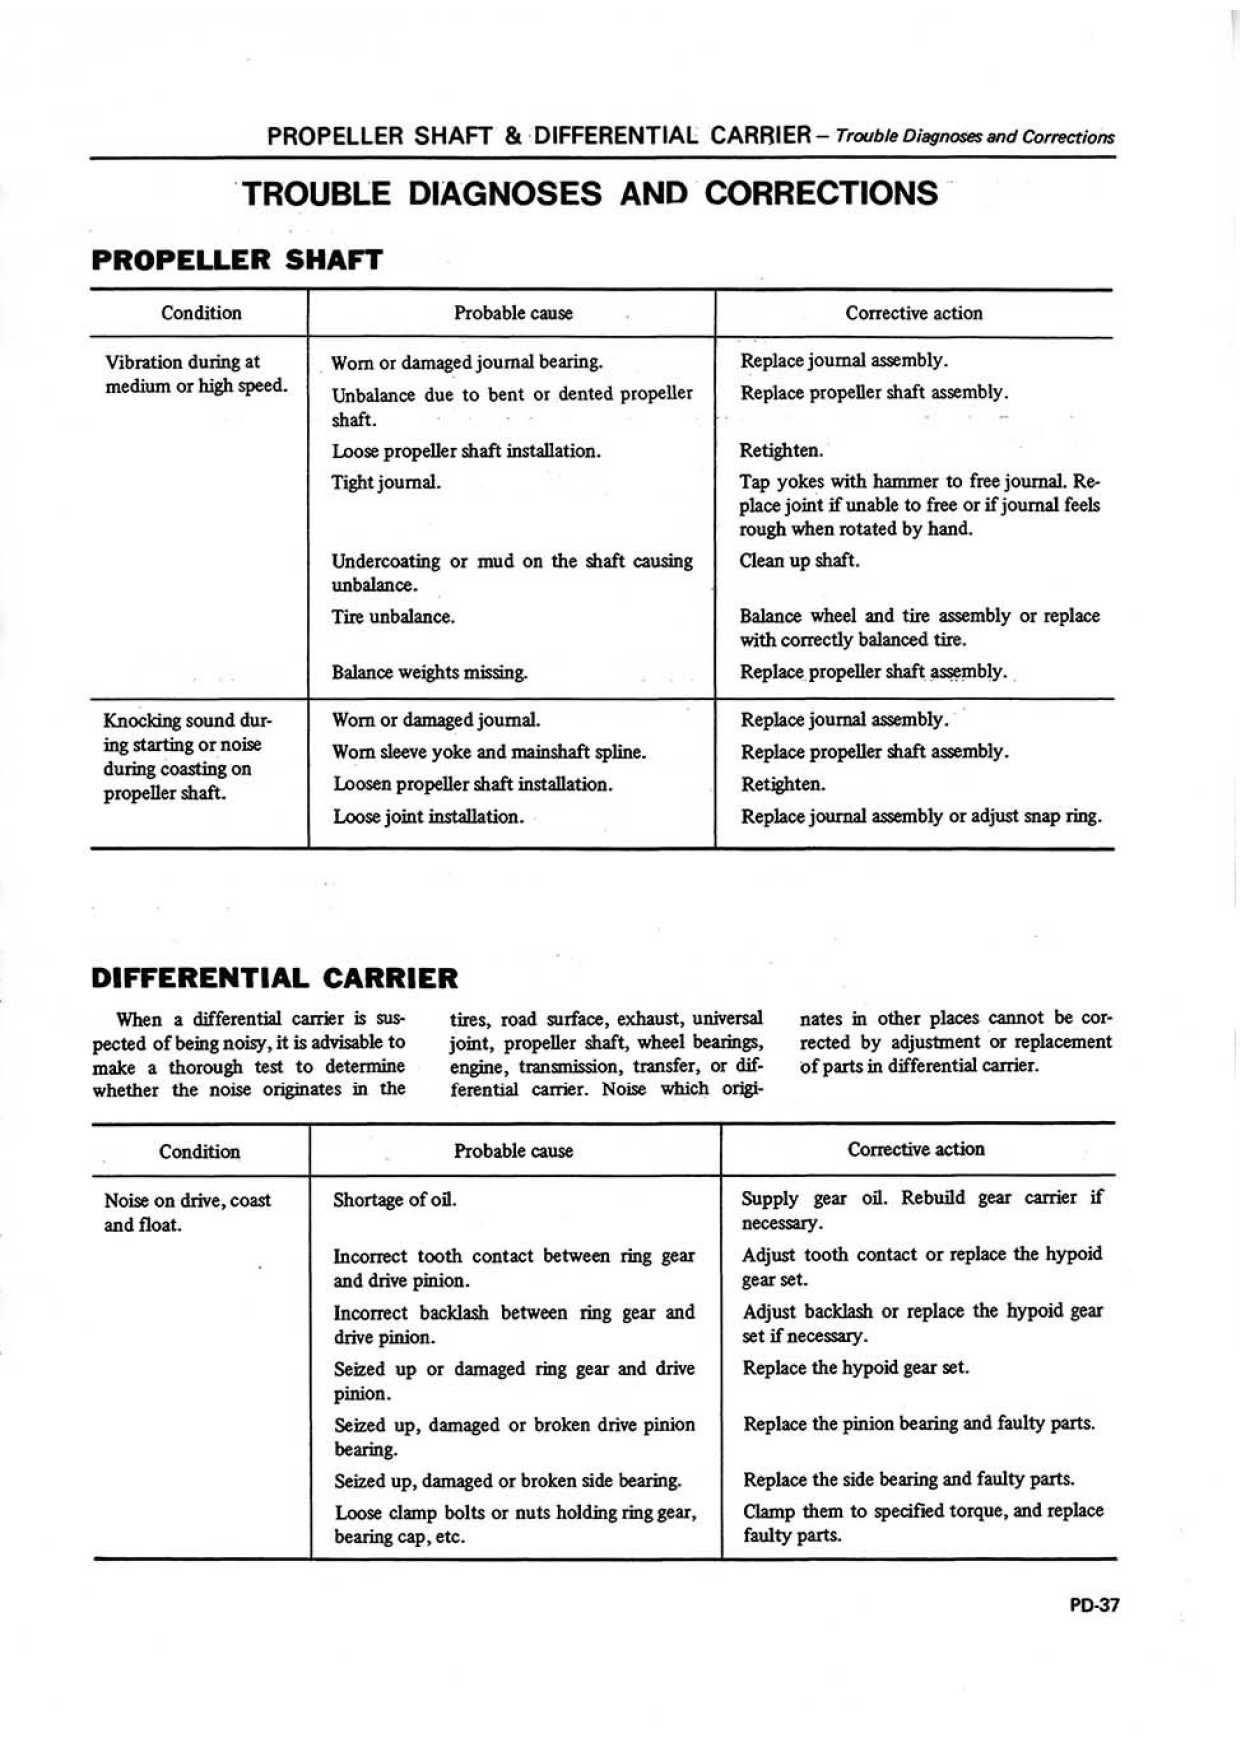 PROPELLER SHAFT & DIFFERENTIAL CARRIER – Trouble Diagnoses and Corrections
TROUBLE DIAGNOSES AND CORRECTIONS
PROPELLER SHAFT
Condition
Probable cause
Corrective action
Vibration during at
medium or high speed.
Worn or damaged journal bearing.
Replace journal assembly.
Unbalance due to bent or dented propeller
shaft.
Replace propeller shaft assembly.
Loose propeller shaft installation.
Retighten.
Tight journal.
Tap yokes with hammer to free journal. Re-
place joint if unable to free or if journal feels
rough when rotated by hand.
Undercoating or mud on the shaft causing
unbalance.
Clean up shaft.
Tire unbalance.
Balance wheel and tire assembly or replace
with correctly balanced tire.
Balance weights missing.
Replace propeller shaft assembly.
Knocking sound dur-
ing starting or noise
during coasting on
propeller shaft.
Worn or damaged journal.
Replace journal assembly.
Worn sleeve yoke and mainshaft spline.
Replace propeller shaft assembly.
Loosen propeller shaft installation.
Retighten.
Loose joint installation.
Replace journal assembly or adjust snap ring.
DIFFERENTIAL CARRIER
When a differential carrier is sus-
pected of being noisy, it is advisable to
make a thorough test to determine
whether the noise originates in the
tires, road surface, exhaust, universal
joint, propeller shaft, wheel bearings,
engine, transmission, transfer, or dif-
ferential carrier. Noise which origi-
nates in other places cannot be cor-
rected by adjustment or replacement
of parts in differential carrier.
Condition
Probable cause
Corrective action
Noise on drive, coast
and float.
Shortage of oil.
Supply gear oil. Rebuild gear carrier if
necessary.
Incorrect tooth contact between ring gear
and drive pinion.
Adjust tooth contact or replace the hypoid
gear set.
Incorrect backlash between ring gear and
drive pinion.
Adjust backlash or replace the hypoid gear
set if necessary.
Seized up or damaged ring gear and drive
pinion.
Replace the hypoid gear set.
Seized up, damaged or broken drive pinion
bearing.
Replace the pinion bearing and faulty parts.
Seized up, damaged or broken side bearing.
Replace the side bearing and faulty parts.
Loose clamp bolts or nuts holding ring gear,
bearing cap, etc.
Clamp them to specified torque, and replace
faulty parts.
PD-37